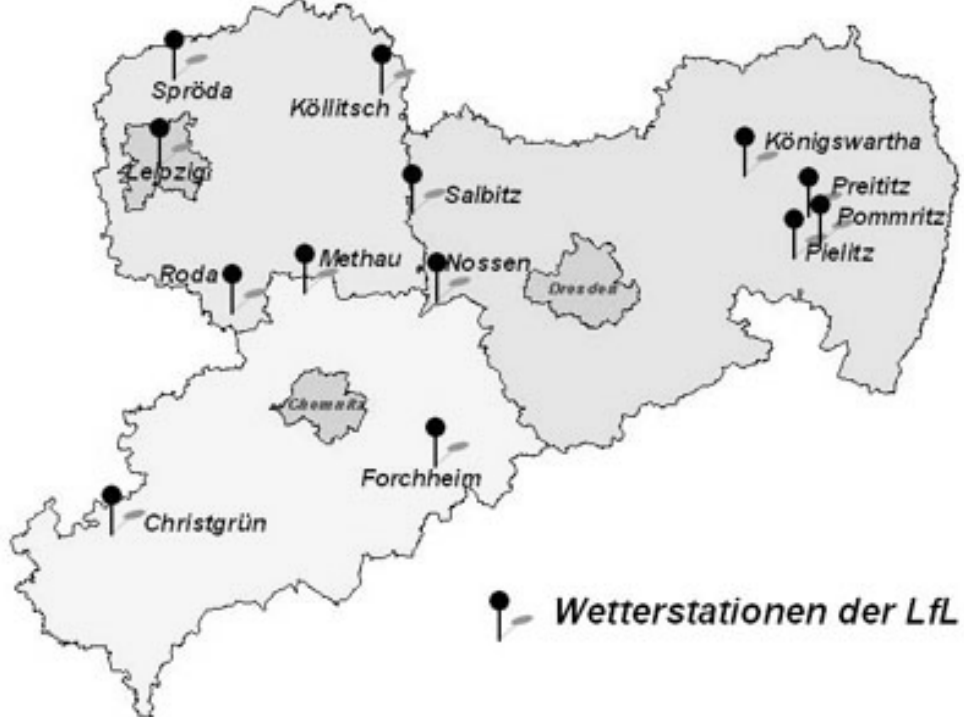 Spröda
Köllitsch
Königswartha
Leipzig
Preititz
Salbitz
Pommritz
Pielitz
Methau
Nossen
Roda
Dresden
Chemnitz
Forchheim
Christgrün
Wetterstationen der LfL